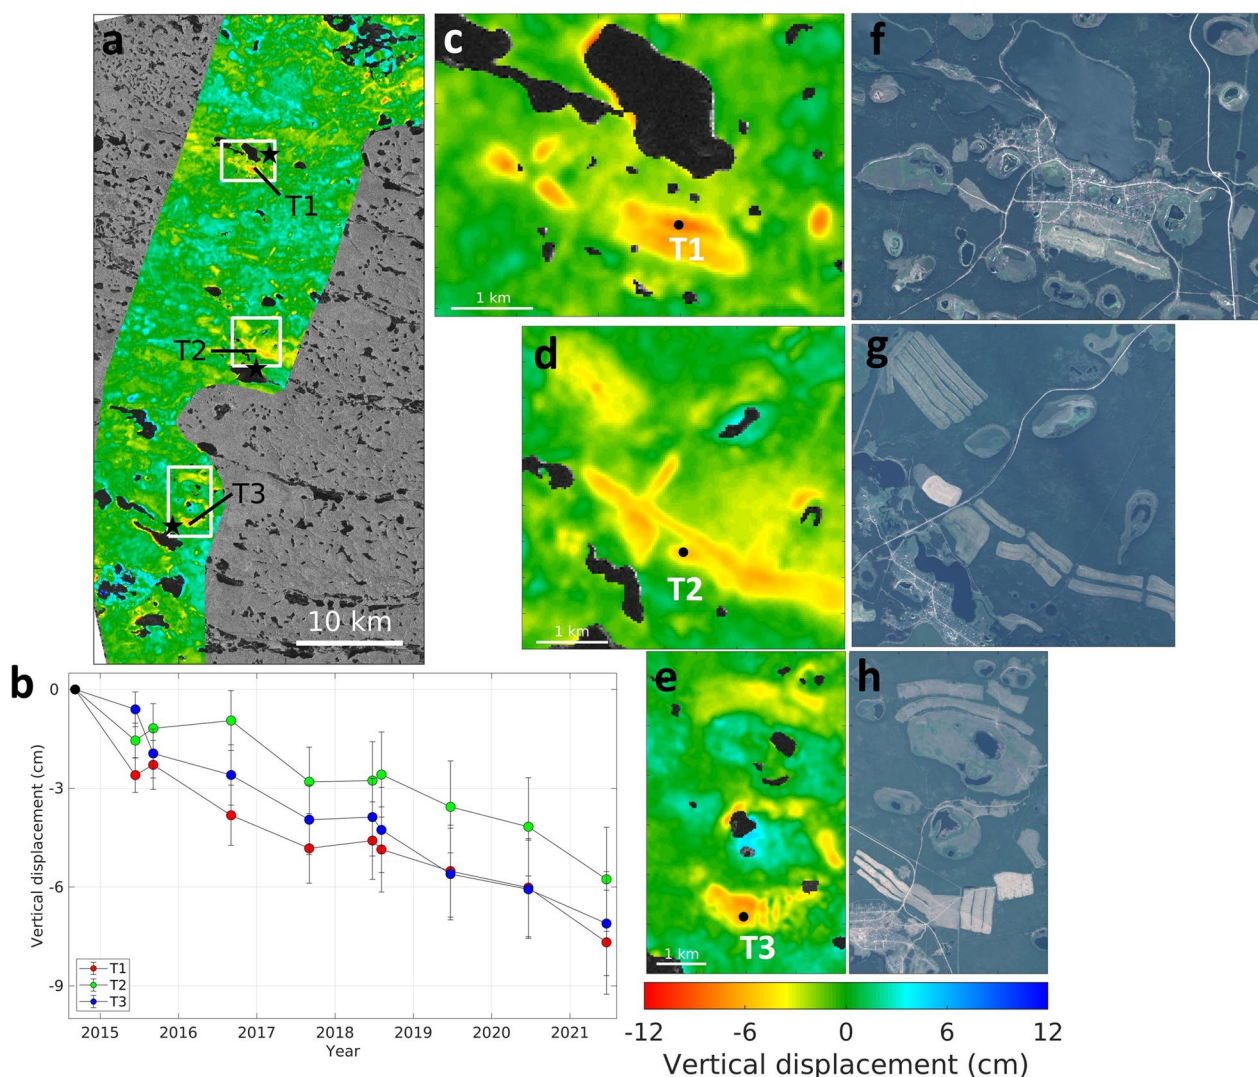 a
T1
T2
T3
10 km
c
T1
1 km
f
d
T2
1 km
g
b
0
-3
-6
-9
Vertical displacement (cm)
T1
T2
T3
2015 2016 2017 2018 2019 2020 2021
Year
e
T3
1 km
h
-12 -6 0 6 12
Vertical displacement (cm)